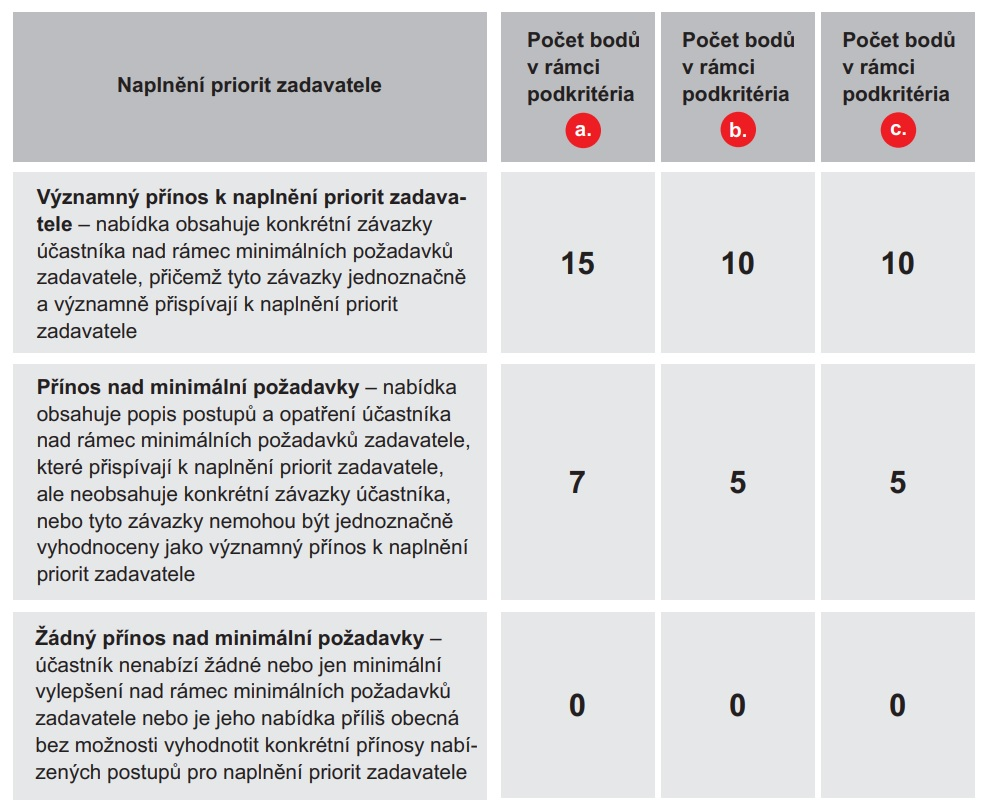 Naplnění priorit zadavatele
Počet bodů
v rámci
podkritéria
a.
Počet bodů
v rámci
podkritéria
b.
Počet bodů
v rámci
podkritéria
c.
Významný přínos k naplnění priorit zadava-
tele – nabídka obsahuje konkrétní závazky
účastníka nad rámec minimálních požadavků
zadavatele, přičemž tyto závazky jednoznačně
a významně přispívají k naplnění priorit
zadavatele
15
10
10
Přínos nad minimální požadavky – nabídka
obsahuje popis postupů a opatření účastníka
nad rámec minimálních požadavků zadavatele,
které přispívají k naplnění priorit zadavatele,
ale neobsahuje konkrétní závazky účastníka,
nebo tyto závazky nemohou být jednoznačně
vyhodnoceny jako významný přínos k naplnění
priorit zadavatele
7
5
5
Žádný přínos nad minimální požadavky –
účastník nenabízí žádné nebo jen minimální
vylepšení nad rámec minimálních požadavků
zadavatele nebo je jeho nabídka příliš obecná
bez možnosti vyhodnotit konkrétní přínosy nabí-
zených postupů pro naplnění priorit zadavatele
0
0
0